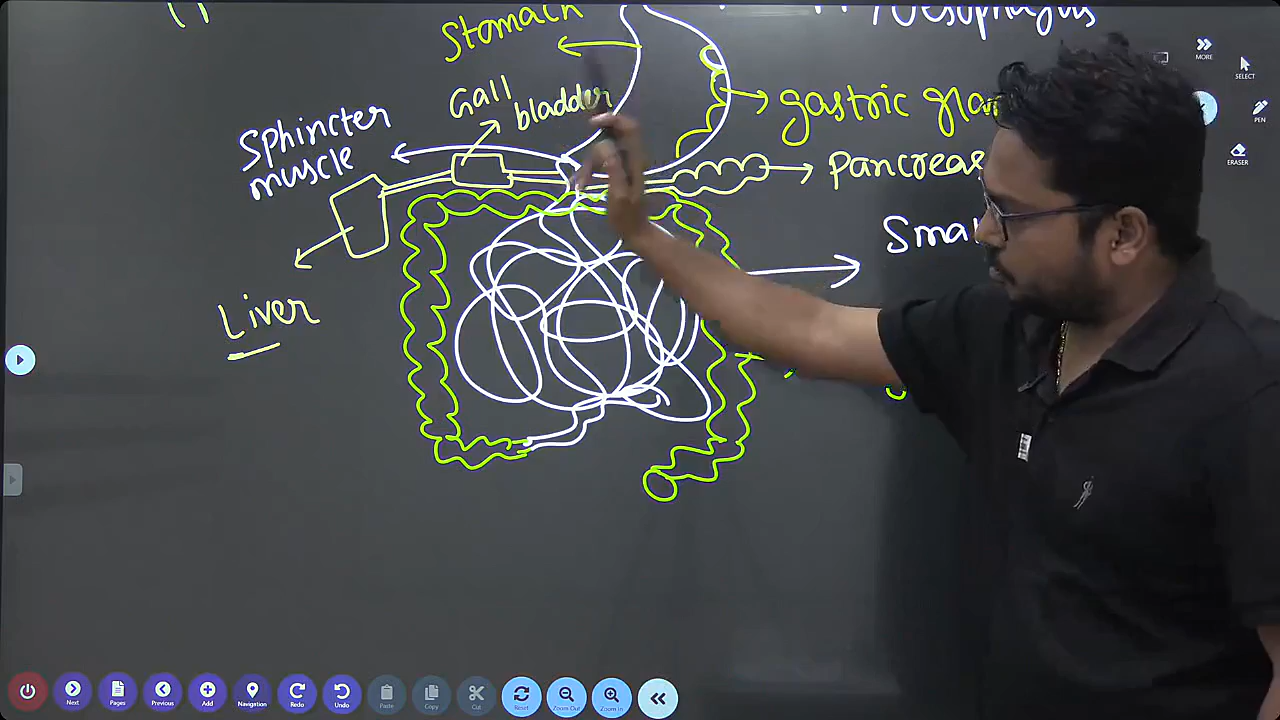 Oesophagus
Stomach
gastric
Gall
bladder
Sphincter
muscle
Pancreas
Liver
MORE
SELECT
PEN
ERASER
Next
Pages
Previous
Add
Navigation
Redo
Undo
Paste
Copy
Cut
Reset
Zoom Out
Zoom In